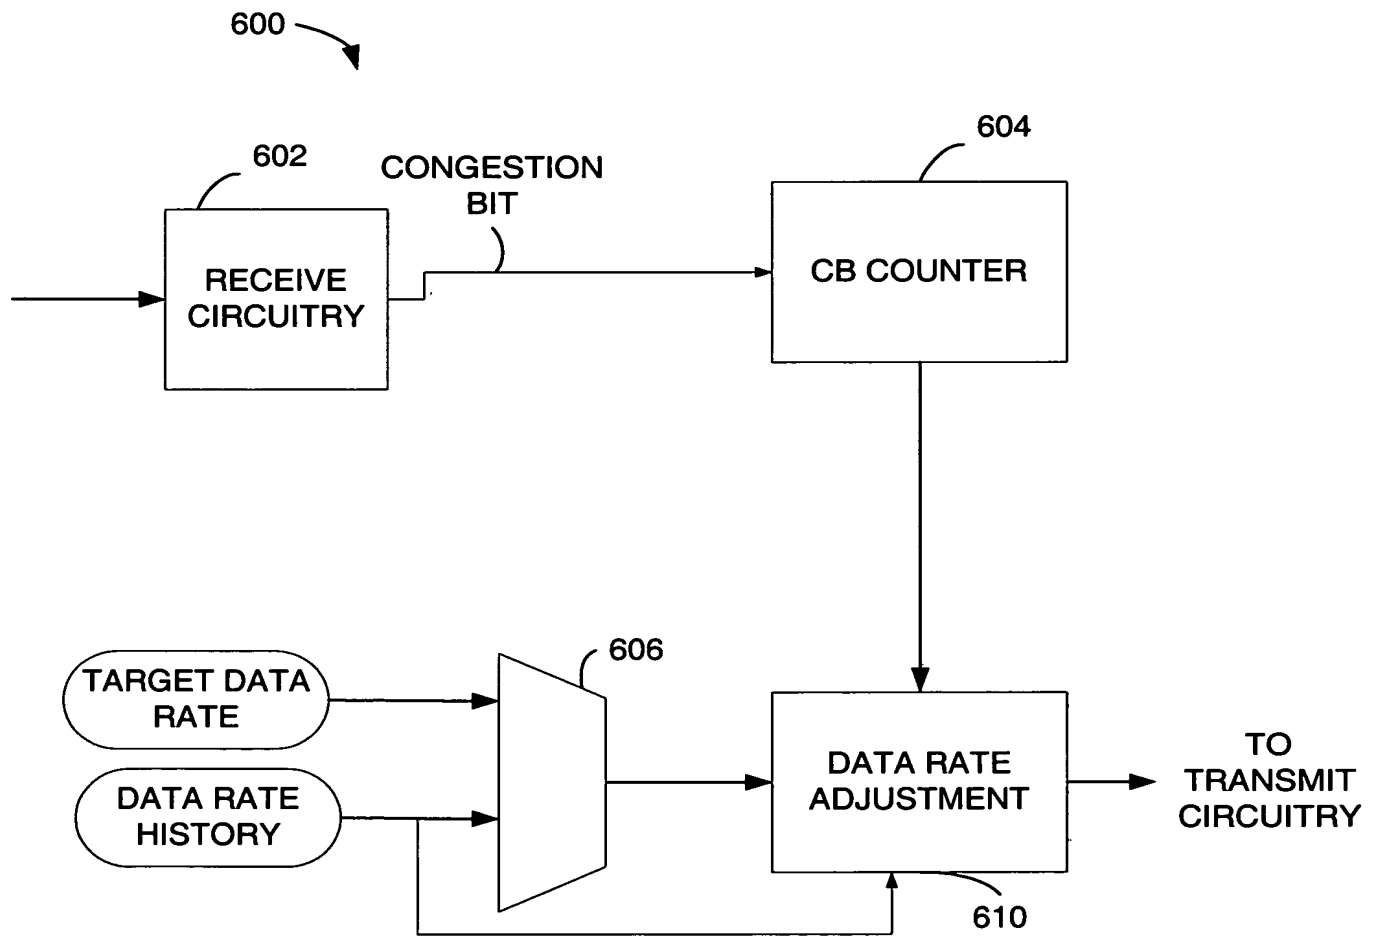 600
602
RECEIVE
CIRCUITRY
CONGESTION
BIT
604
CB COUNTER
TARGET DATA
RATE
DATA RATE
HISTORY
606
DATA RATE
ADJUSTMENT
610
TO
TRANSMIT
CIRCUITRY